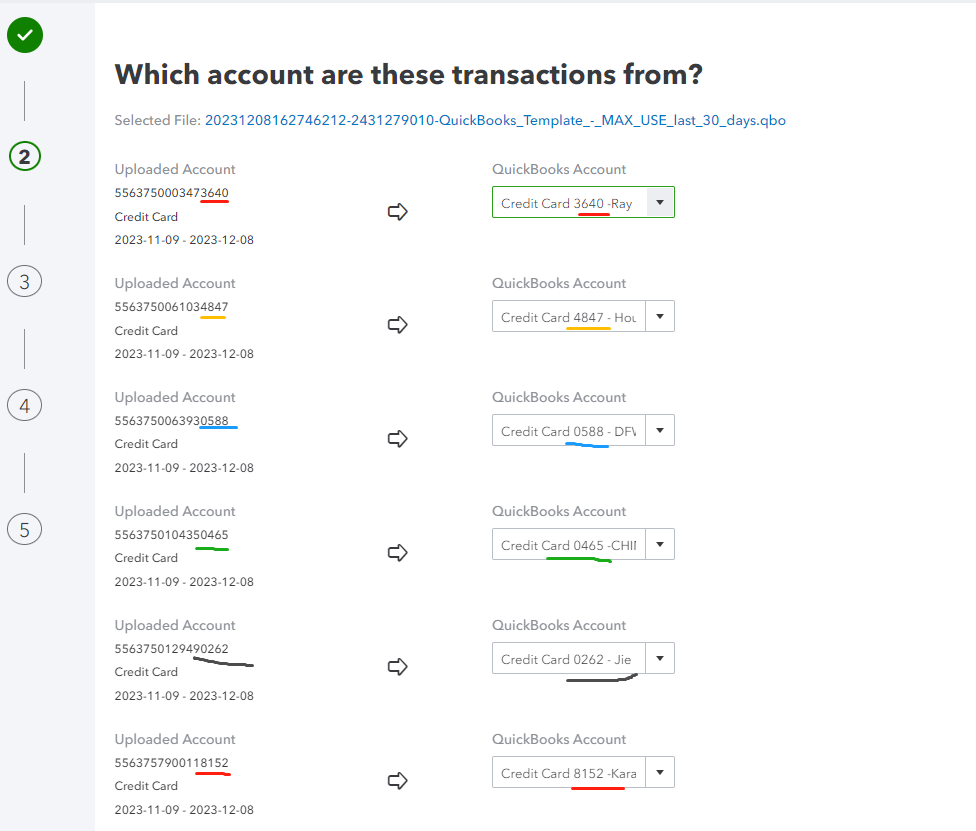 Which account are these transactions from?
Selected File: 20231208162746212-2431279010-QuickBooks_Template_-_MAX_USE_last_30_days.qbo
2
3
4
5
Uploaded Account
5563750003473640
Credit Card
2023-11-09 - 2023-12-08
QuickBooks Account
Credit Card 3640 -Ray
Uploaded Account
5563750061034847
Credit Card
2023-11-09 - 2023-12-08
QuickBooks Account
Credit Card 4847 - Hou
Uploaded Account
5563750063930588
Credit Card
2023-11-09 - 2023-12-08
QuickBooks Account
Credit Card 0588 - DFW
Uploaded Account
5563750104350465
Credit Card
2023-11-09 - 2023-12-08
QuickBooks Account
Credit Card 0465 -CHI
Uploaded Account
5563750129490262
Credit Card
2023-11-09 - 2023-12-08
QuickBooks Account
Credit Card 0262 - Jie
Uploaded Account
5563757900118152
Credit Card
2023-11-09 - 2023-12-08
QuickBooks Account
Credit Card 8152 -Kara